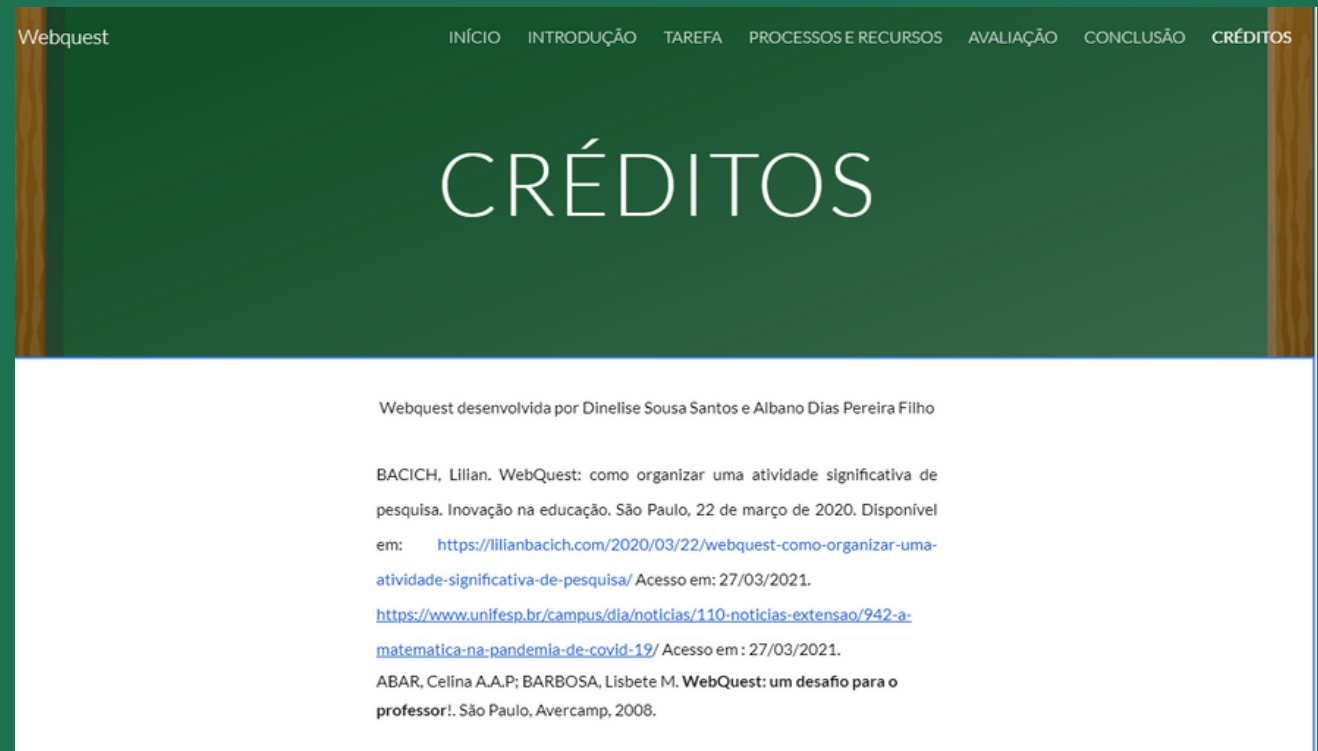 Webquest
INÍCIO INTRODUÇÃO TAREFA PROCESSOS E RECURSOS AVALIAÇÃO CONCLUSÃO CRÉDITOS
CRÉDITOS
Webquest desenvolvida por Dinelise Sousa Santos e Albano Dias Pereira Filho
BACICH, Lilian. WebQuest: como organizar uma atividade significativa de
pesquisa. Inovação na educação. São Paulo, 22 de março de 2020. Disponível
em: https://lilianbacich.com/2020/03/22/webquest-como-organizar-uma-
atividade-significativa-de-pesquisa/ Acesso em: 27/03/2021.
https://www.unifesp.br/campus/dia/noticias/110-noticias-extensao/942-a-
matematica-na-pandemia-de-covid-19/ Acesso em : 27/03/2021.
ABAR, Celina A.A.P; BARBOSA, Lisbete M. WebQuest: um desafio para o
professor!. São Paulo, Avercamp, 2008.